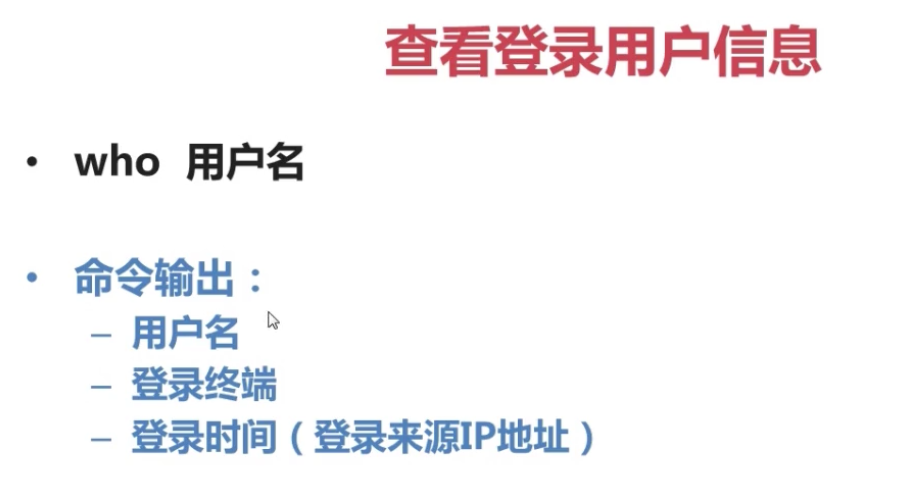 查看登录用户信息
• who 用户名
• 命令输出：
– 用户名
– 登录终端
– 登录时间（登录来源IP地址）